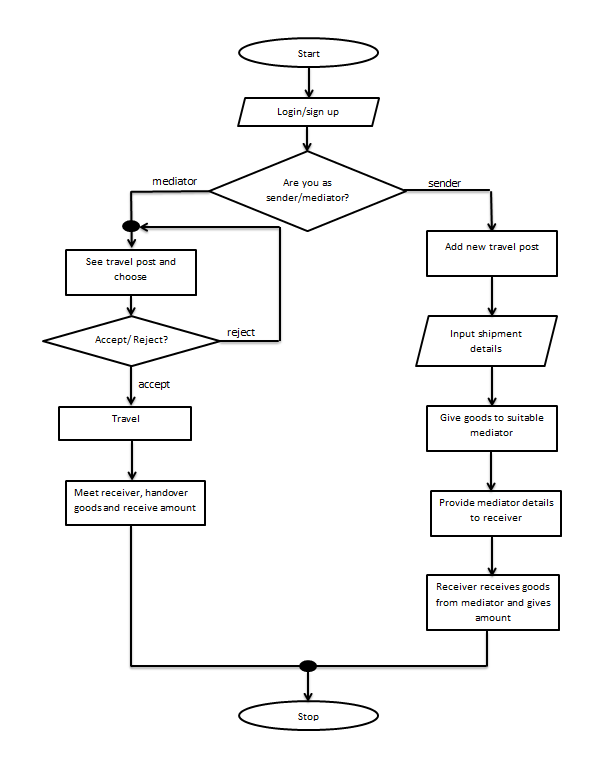 Start
Login/sign up
Are you as
sender/mediator?
mediator
sender
See travel post and
choose
Accept/ Reject?
reject
accept
Travel
Meet receiver, handover
goods and receive amount
Add new travel post
Input shipment
details
Give goods to suitable
mediator
Provide mediator details
to receiver
Receiver receives goods
from mediator and gives
amount
Stop